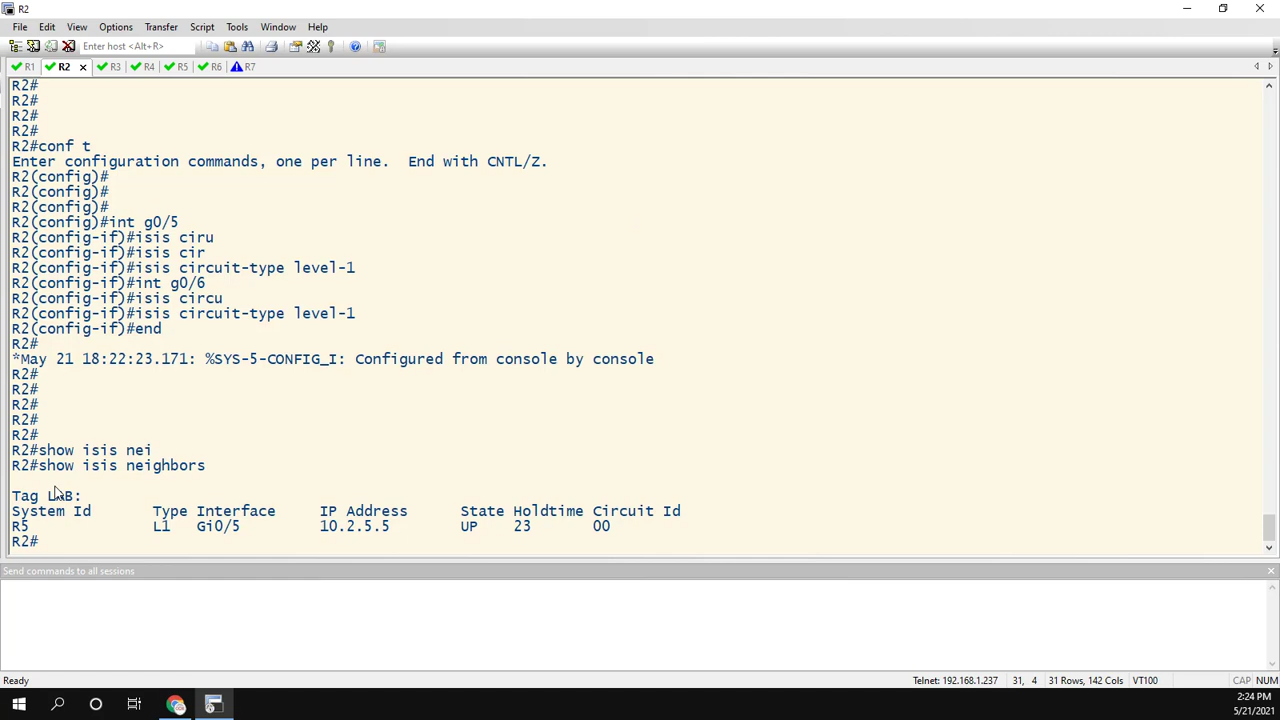 R2
File Edit View Options Transfer Script Tools Window Help
Enter host <Alt+R>
R1 R2 R3 R4 R5 R6 R7
R2#
R2#
R2#
R2#
R2#conf t
Enter configuration commands, one per line. End with CNTL/Z.
R2(config)#
R2(config)#
R2(config)#
R2(config)#int g0/5
R2(config-if)#isis ciru
R2(config-if)#isis cir
R2(config-if)#isis circuit-type level-1
R2(config-if)#int g0/6
R2(config-if)#isis circu
R2(config-if)#isis circuit-type level-1
R2(config-if)#end
R2#
*May 21 18:22:23.171: %SYS-5-CONFIG_I: Configured from console by console
R2#
R2#
R2#
R2#
R2#
R2#show isis nei
R2#show isis neighbors
Tag LAB:
System Id Type Interface IP Address State Holdtime Circuit Id
R5 L1 Gi0/5 10.2.5.5 UP 23 00
R2#
Send commands to all sessions
Ready Telnet: 192.168.1.237 31, 4 31 Rows, 142 Cols VT100 CAP NUM
2:24 PM
5/21/2021